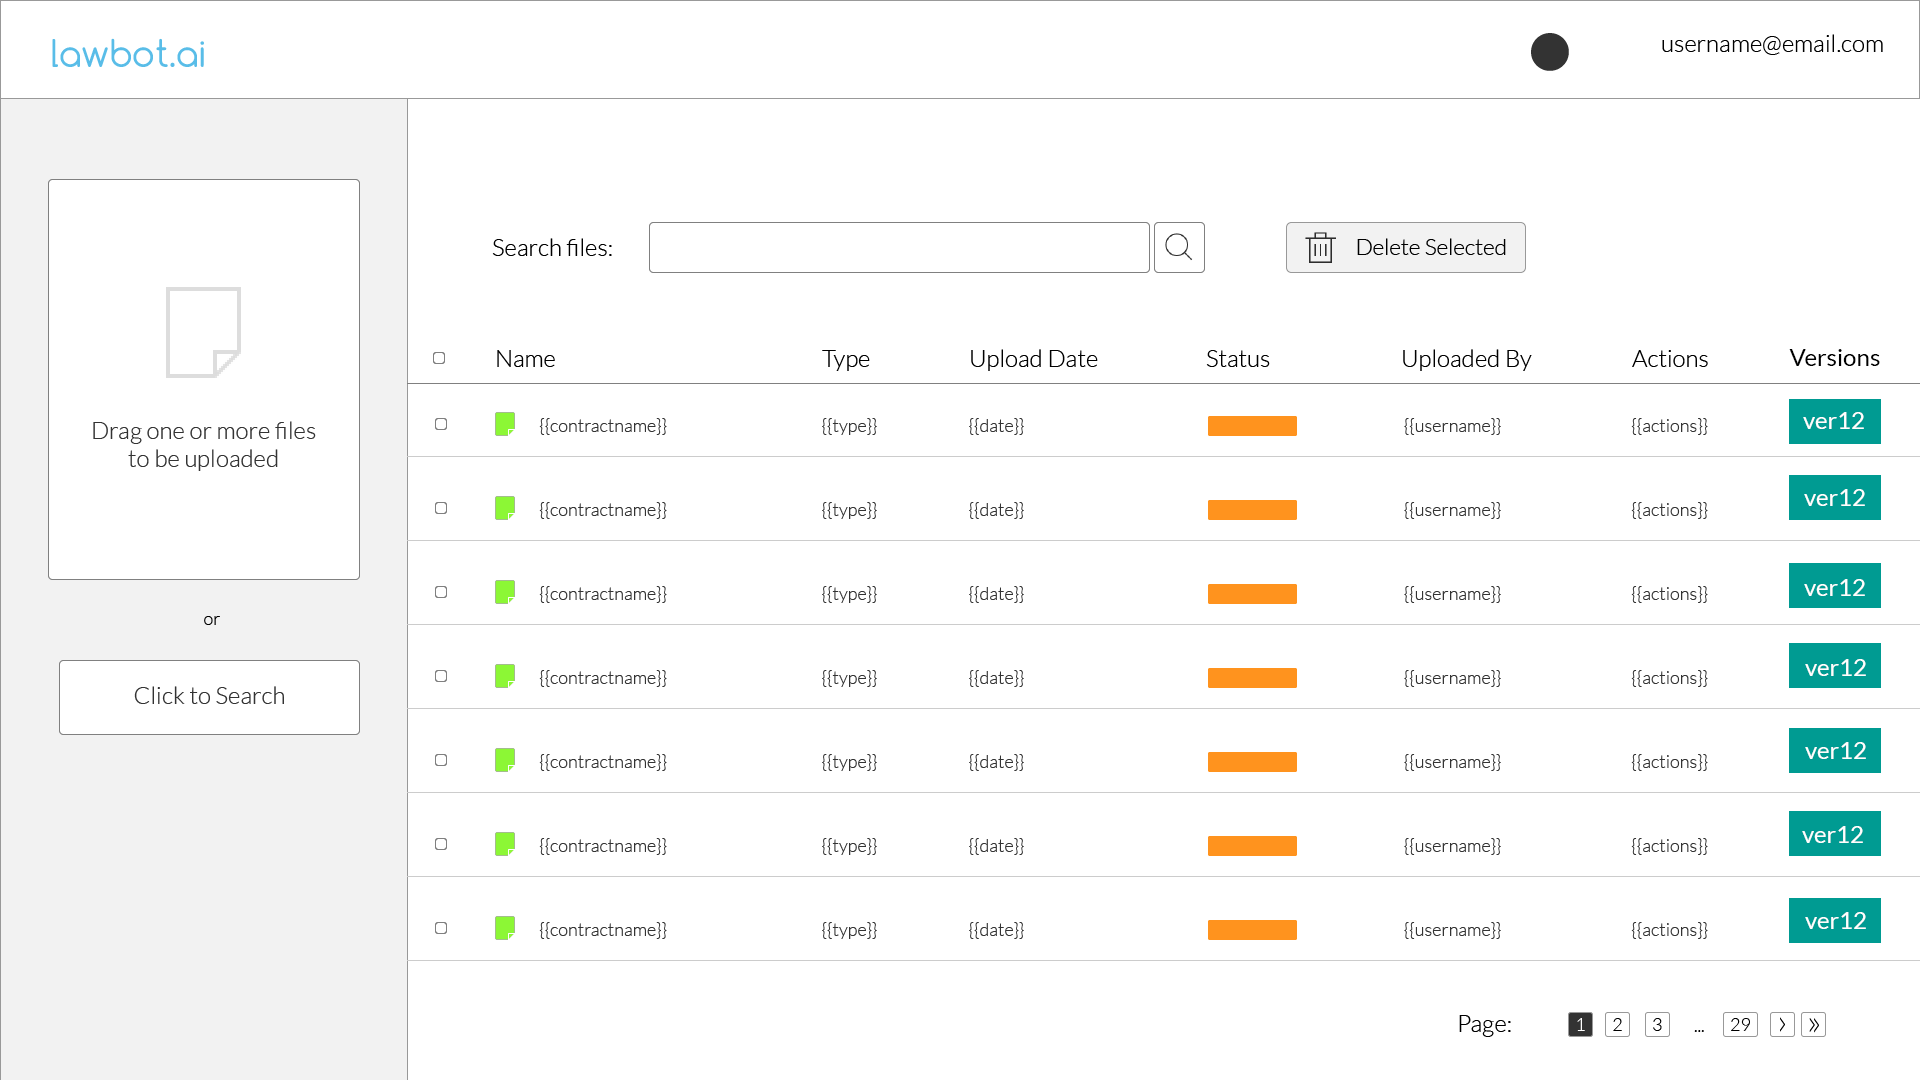 lawbot.ai
username@email.com
Drag one or more files
to be uploaded
or
Click to Search
Search files:
Delete Selected
Name Type Upload Date Status Uploaded By Actions Versions
{{contractname}} {{type}} {{date}} {{username}} {{actions}} ver12
{{contractname}} {{type}} {{date}} {{username}} {{actions}} ver12
{{contractname}} {{type}} {{date}} {{username}} {{actions}} ver12
{{contractname}} {{type}} {{date}} {{username}} {{actions}} ver12
{{contractname}} {{type}} {{date}} {{username}} {{actions}} ver12
{{contractname}} {{type}} {{date}} {{username}} {{actions}} ver12
{{contractname}} {{type}} {{date}} {{username}} {{actions}} ver12
Page: 1 2 3 ... 29 > »